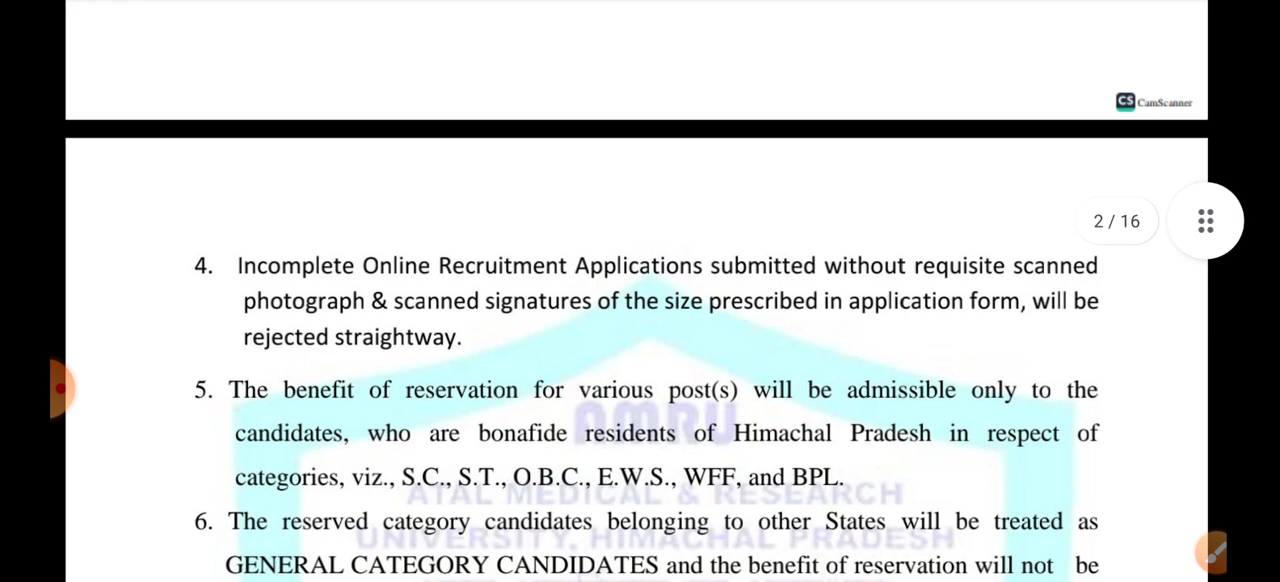 CS CamScanner
2 / 16
4. Incomplete Online Recruitment Applications submitted without requisite scanned
photograph & scanned signatures of the size prescribed in application form, will be
rejected straightway.
5. The benefit of reservation for various post(s) will be admissible only to the
AMRU
candidates, who are bonafide residents of Himachal Pradesh in respect of
categories, viz., S.C., S.T., O.B.C., E.W.S., WFF, and BPL.
ATAL MEDICAL & RESEARCH
6. The reserved category candidates belonging to other States will be treated as
UNIVERSITY, HIMACHAL PRADESH
GENERAL CATEGORY CANDIDATES and the benefit of reservation will not be